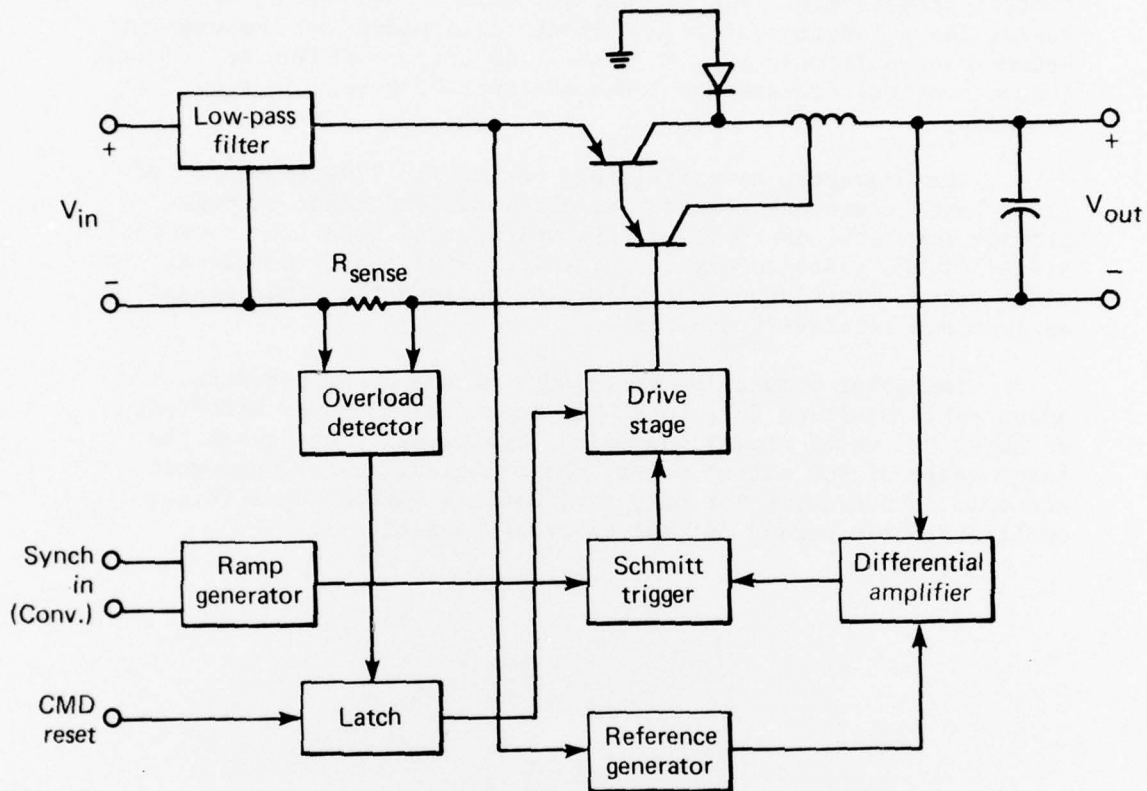 Low-pass
filter
+
+
V_in
V_out
−
−
R_sense
Overload
detector
Drive
stage
Synch
in
(Conv.)
Ramp
generator
Schmitt
trigger
Differential
amplifier
CMD
reset
Latch
Reference
generator